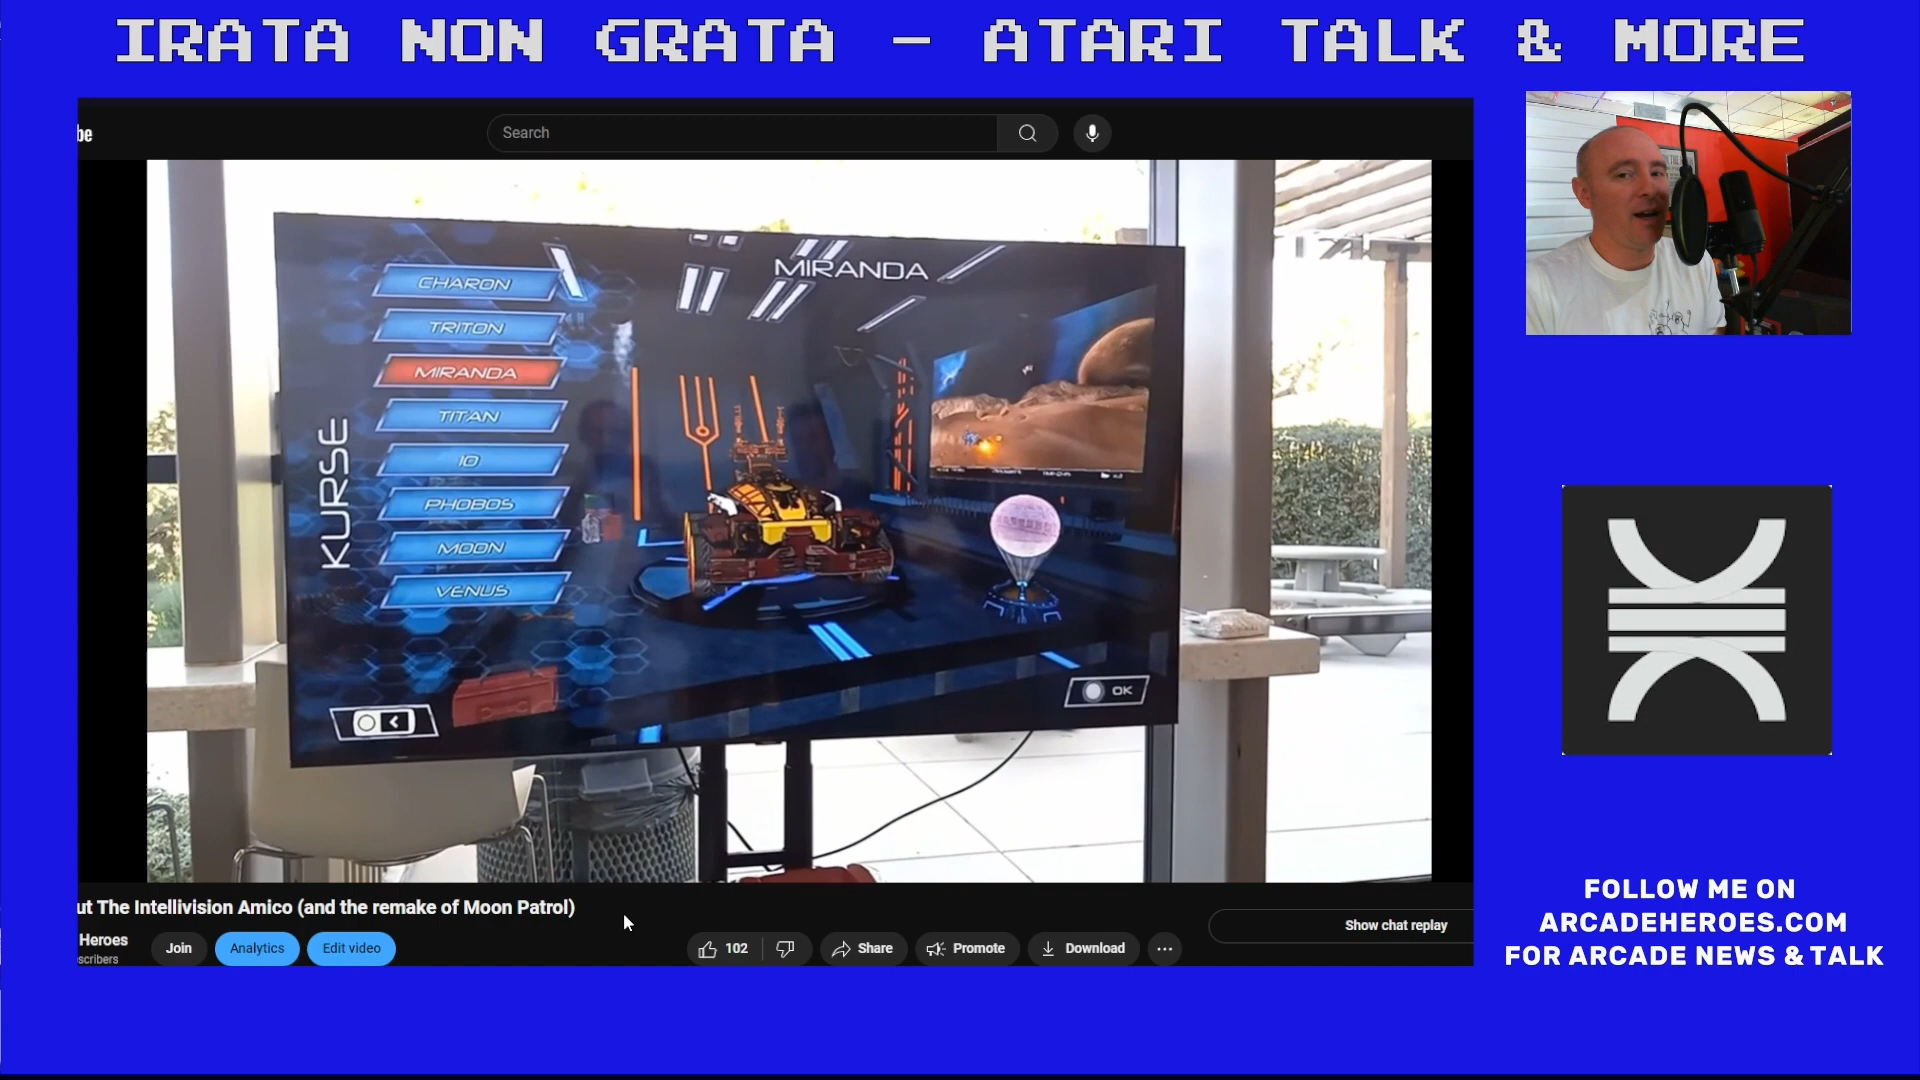 IRATA NON GRATA - ATARI TALK & MORE
be
Search
MIRANDA
CHARON
TRITON
MIRANDA
TITAN
IO
PHOBOS
MOON
VENUS
KURSE
OK
ut The Intellivision Amico (and the remake of Moon Patrol)
Heroes
scribers
Join
Analytics
Edit video
102
Share
Promote
Download
Show chat replay
FOLLOW ME ON
ARCADEHEROES.COM
FOR ARCADE NEWS & TALK